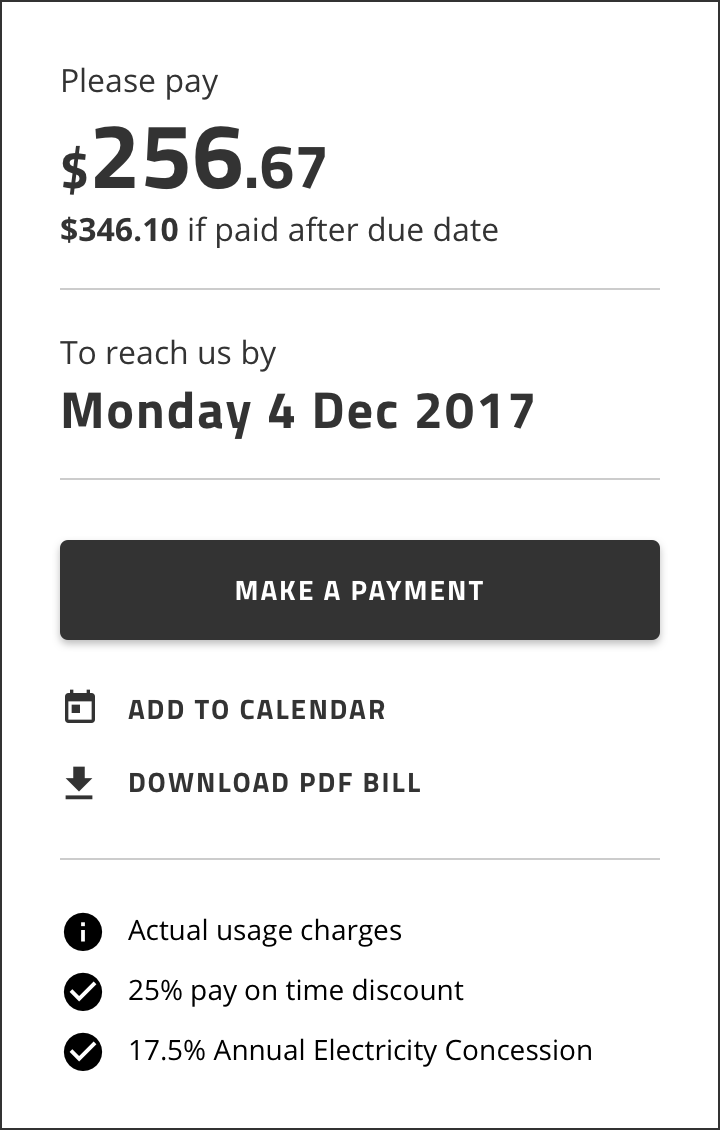 Please pay
$256.67
$346.10 if paid after due date
To reach us by
Monday 4 Dec 2017
MAKE A PAYMENT
ADD TO CALENDAR
DOWNLOAD PDF BILL
Actual usage charges
25% pay on time discount
17.5% Annual Electricity Concession